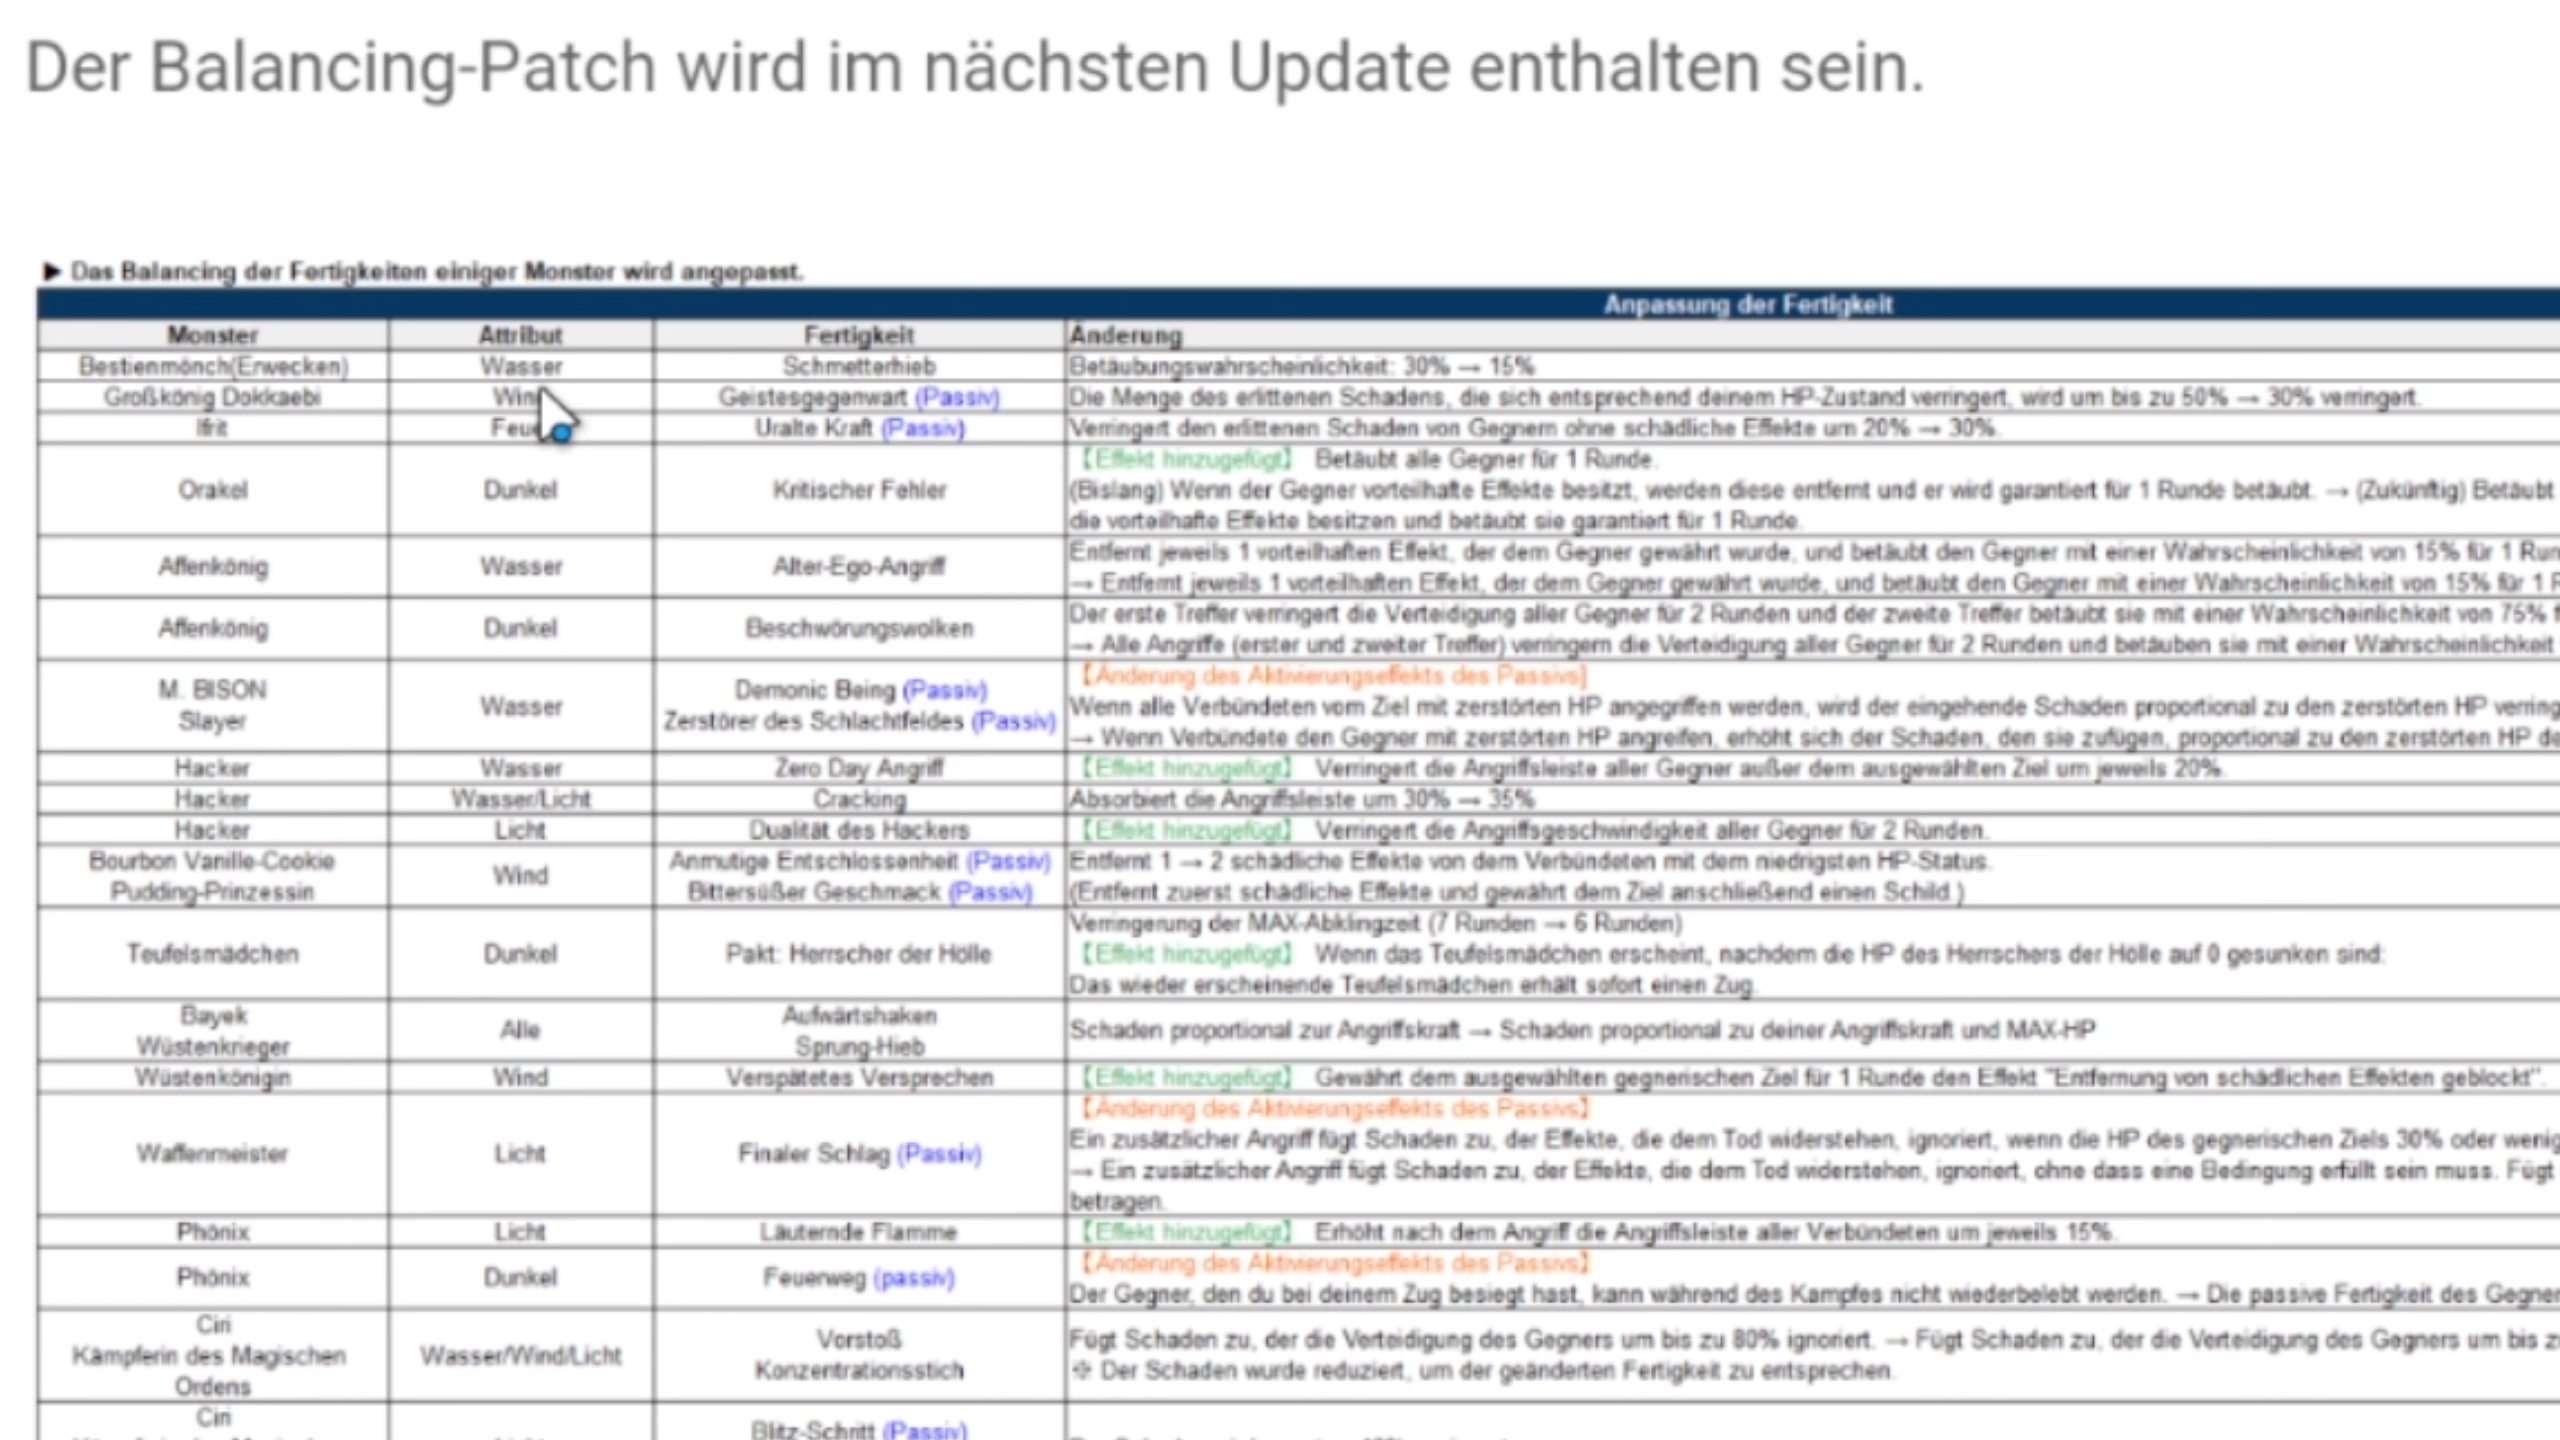 Der Balancing-Patch wird im nächsten Update enthalten sein.
▶ Das Balancing der Fertigkeiten einiger Monster wird angepasst.
Anpassung der Fertigkeit
Monster Attribut Fertigkeit Änderung
Bestienmönch(Erwecken) Wasser Schmetterhieb Betäubungswahrscheinlichkeit: 30% → 15%
Großkönig Dokkaebi Win Geistesgegenwart (Passiv) Die Menge des erlittenen Schadens, die sich entsprechend deinem HP-Zustand verringert, wird um bis zu 50% → 30% verringert.
Ifrit Feu Uralte Kraft (Passiv) Verringert den erlittenen Schaden von Gegnern ohne schädliche Effekte um 20% → 30%.
【Effekt hinzugefügt】 Betäubt alle Gegner für 1 Runde.
Orakel Dunkel Kritischer Fehler (Bislang) Wenn der Gegner vorteilhafte Effekte besitzt, werden diese entfernt und er wird garantiert für 1 Runde betäubt. → (Zukünftig) Betäubt
die vorteilhafte Effekte besitzen und betäubt sie garantiert für 1 Runde.
Affenkönig Wasser Alter-Ego-Angriff Entfernt jeweils 1 vorteilhaften Effekt, der dem Gegner gewährt wurde, und betäubt den Gegner mit einer Wahrscheinlichkeit von 15% für 1 Run
→ Entfernt jeweils 1 vorteilhaften Effekt, der dem Gegner gewährt wurde, und betäubt den Gegner mit einer Wahrscheinlichkeit von 15% für 1 R
Affenkönig Dunkel Beschwörungswolken Der erste Treffer verringert die Verteidigung aller Gegner für 2 Runden und der zweite Treffer betäubt sie mit einer Wahrscheinlichkeit von 75% f
→ Alle Angriffe (erster und zweiter Treffer) verringern die Verteidigung aller Gegner für 2 Runden und betäuben sie mit einer Wahrscheinlichkeit
【Änderung des Aktivierungseffekts des Passivs]
M. BISON Demonic Being (Passiv)
Slayer Wasser Zerstörer des Schlachtfeldes (Passiv) Wenn alle Verbündeten vom Ziel mit zerstörten HP angegriffen werden, wird der eingehende Schaden proportional zu den zerstörten HP verring
→ Wenn Verbündete den Gegner mit zerstörten HP angreifen, erhöht sich der Schaden, den sie zufügen, proportional zu den zerstörten HP de
Hacker Wasser Zero Day Angriff 【Effekt hinzugefügt】 Verringert die Angriffsleiste aller Gegner außer dem ausgewählten Ziel um jeweils 20%.
Hacker Wasser/Licht Cracking Absorbiert die Angriffsleiste um 30% → 35%
Hacker Licht Dualität des Hackers 【Effekt hinzugefügt】 Verringert die Angriffsgeschwindigkeit aller Gegner für 2 Runden.
Bourbon Vanille-Cookie Wind Anmutige Entschlossenheit (Passiv) Entfernt 1 → 2 schädliche Effekte von dem Verbündeten mit dem niedrigsten HP-Status.
Pudding-Prinzessin Bittersüßer Geschmack (Passiv) (Entfernt zuerst schädliche Effekte und gewährt dem Ziel anschließend einen Schild.)
Verringerung der MAX-Abklingzeit (7 Runden → 6 Runden)
Teufelsmädchen Dunkel Pakt: Herrscher der Hölle 【Effekt hinzugefügt】 Wenn das Teufelsmädchen erscheint, nachdem die HP des Herrschers der Hölle auf 0 gesunken sind:
Das wieder erscheinende Teufelsmädchen erhält sofort einen Zug.
Bayek Aufwärtshaken
Wüstenkrieger Alle Sprung-Hieb Schaden proportional zur Angriffskraft → Schaden proportional zu deiner Angriffskraft und MAX-HP
Wüstenkönigin Wind Verspätetes Versprechen 【Effekt hinzugefügt】 Gewährt dem ausgewählten gegnerischen Ziel für 1 Runde den Effekt "Entfernung von schädlichen Effekten geblockt".
【Änderung des Aktivierungseffekts des Passivs】
Waffenmeister Licht Finaler Schlag (Passiv) Ein zusätzlicher Angriff fügt Schaden zu, der Effekte, die dem Tod widerstehen, ignoriert, wenn die HP des gegnerischen Ziels 30% oder wenig
→ Ein zusätzlicher Angriff fügt Schaden zu, der Effekte, die dem Tod widerstehen, ignoriert, ohne dass eine Bedingung erfüllt sein muss. Fügt
betragen.
Phönix Licht Läuternde Flamme 【Effekt hinzugefügt】 Erhöht nach dem Angriff die Angriffsleiste aller Verbündeten um jeweils 15%.
【Änderung des Aktivierungseffekts des Passivs】
Phönix Dunkel Feuerweg (passiv) Der Gegner, den du bei deinem Zug besiegt hast, kann während des Kampfes nicht wiederbelebt werden. → Die passive Fertigkeit des Gegner
Ciri
Kämpferin des Magischen Wasser/Wind/Licht Vorstoß Fügt Schaden zu, der die Verteidigung des Gegners um bis zu 80% ignoriert. → Fügt Schaden zu, der die Verteidigung des Gegners um bis z
Ordens Konzentrationsstich ❖ Der Schaden wurde reduziert, um der geänderten Fertigkeit zu entsprechen.
Ciri
Blitz-Schritt (Passiv)